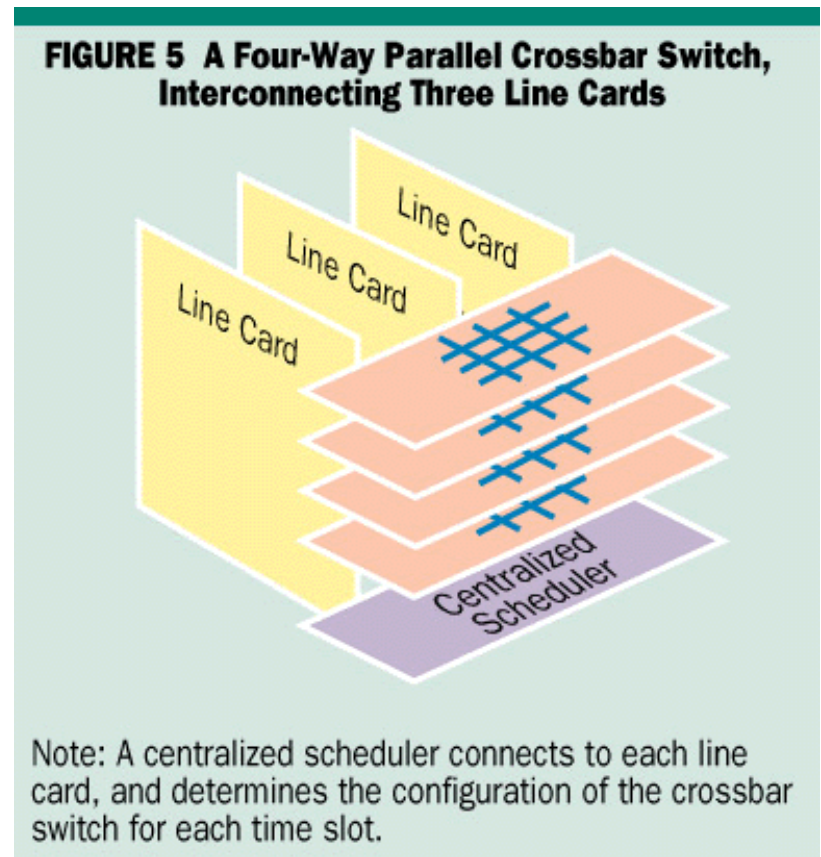 FIGURE 5 A Four-Way Parallel Crossbar Switch,
Interconnecting Three Line Cards
Line Card
Line Card
Line Card
Centralized
Scheduler
Note: A centralized scheduler connects to each line
card, and determines the configuration of the crossbar
switch for each time slot.